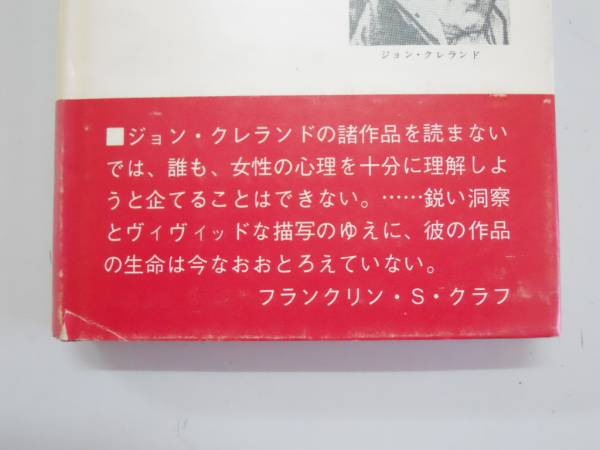 ジョン・クレランド
■ジョン・クレランドの諸作品を読まない
では、誰も、女性の心理を十分に理解しよ
うと企てることはできない。……鋭い洞察
とヴィヴィッドな描写のゆえに、彼の作品
の生命は今なおおとろえていない。
フランクリン・S・クラフ